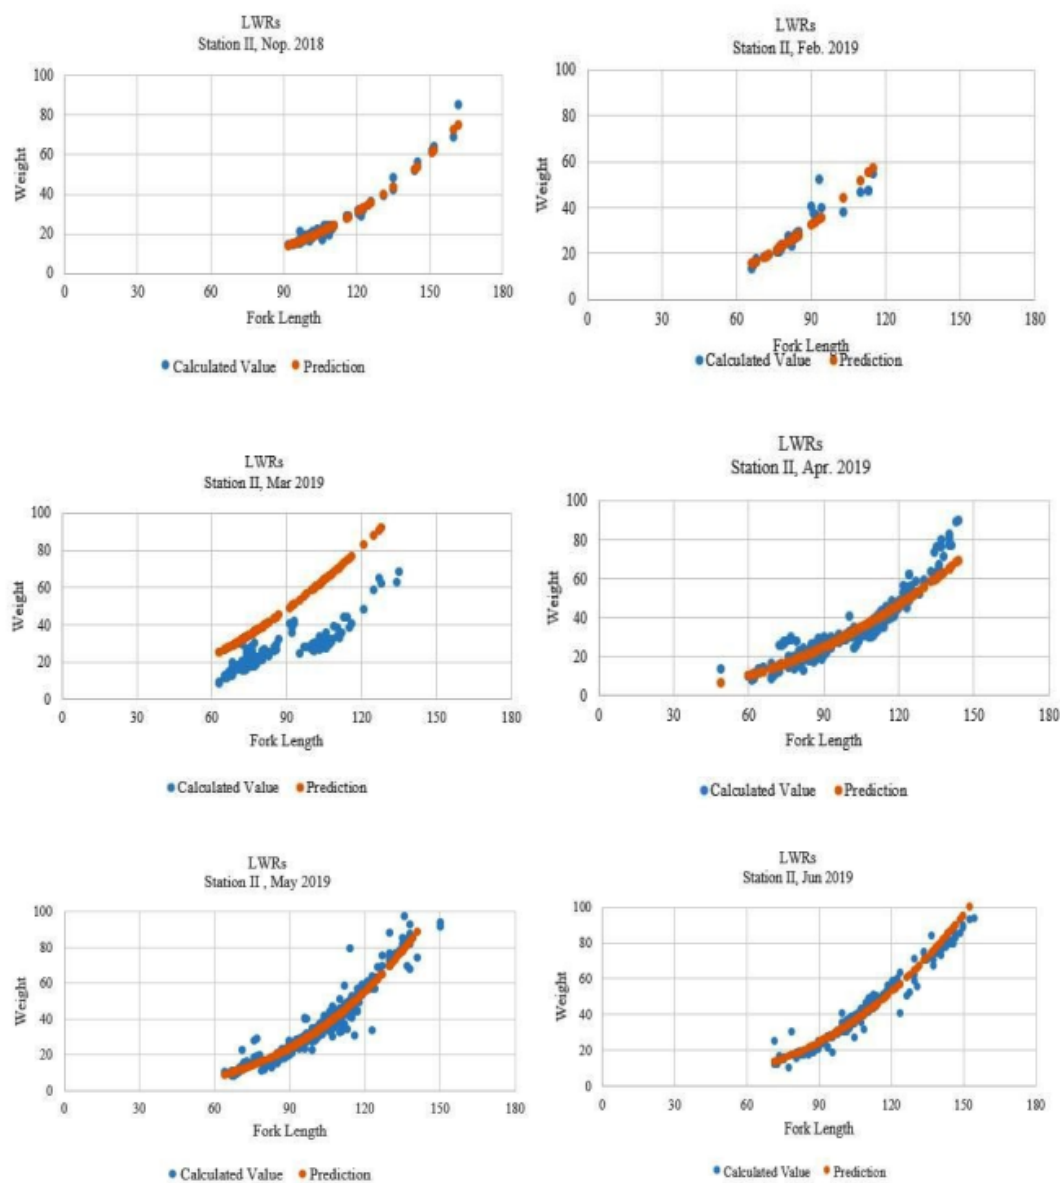 LWRs
Station II, Nop. 2018
100
80
60
40
20
0
Weight
0 30 60 90 120 150 180
Fork Length
Calculated Value Prediction
LWRs
Station II, Feb. 2019
100
80
60
40
20
0
Weight
0 30 60 90 120 150 180
Fork Length
Calculated Value Prediction
LWRs
Station II, Mar 2019
100
80
60
40
20
0
Weight
0 30 60 90 120 150 180
Fork Length
Calculated Value Prediction
LWRs
Station II, Apr. 2019
100
80
60
40
20
0
Weight
0 30 60 90 120 150 180
Fork Length
Calculated Value Prediction
LWRs
Station II , May 2019
100
80
60
40
20
0
Weight
0 30 60 90 120 150 180
Fork Length
Calculated Value Prediction
LWRs
Station II, Jun 2019
100
80
60
40
20
0
Weight
0 30 60 90 120 150 180
Fork Length
Calculated Value Prediction